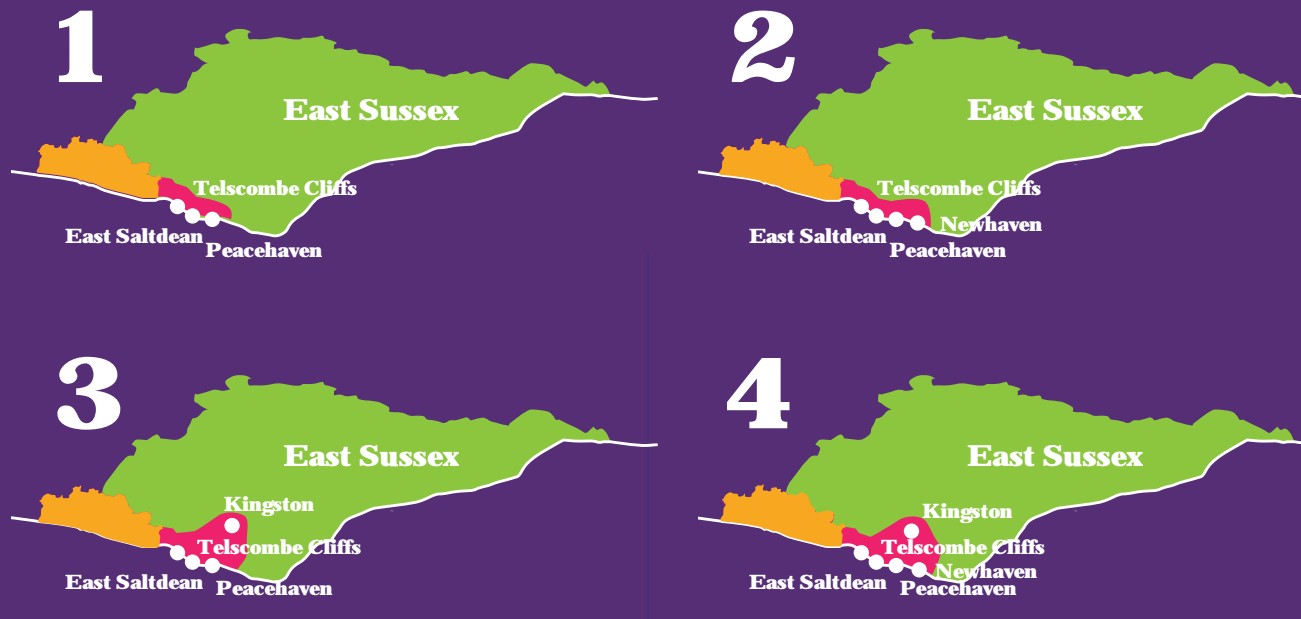 1
East Sussex
Telscombe Cliffs
East Saltdean
Peacehaven
2
East Sussex
Telscombe Cliffs
Newhaven
East Saltdean
Peacehaven
3
East Sussex
Kingston
Telscombe Cliffs
East Saltdean
Peacehaven
4
East Sussex
Kingston
Telscombe Cliffs
Newhaven
East Saltdean
Peacehaven